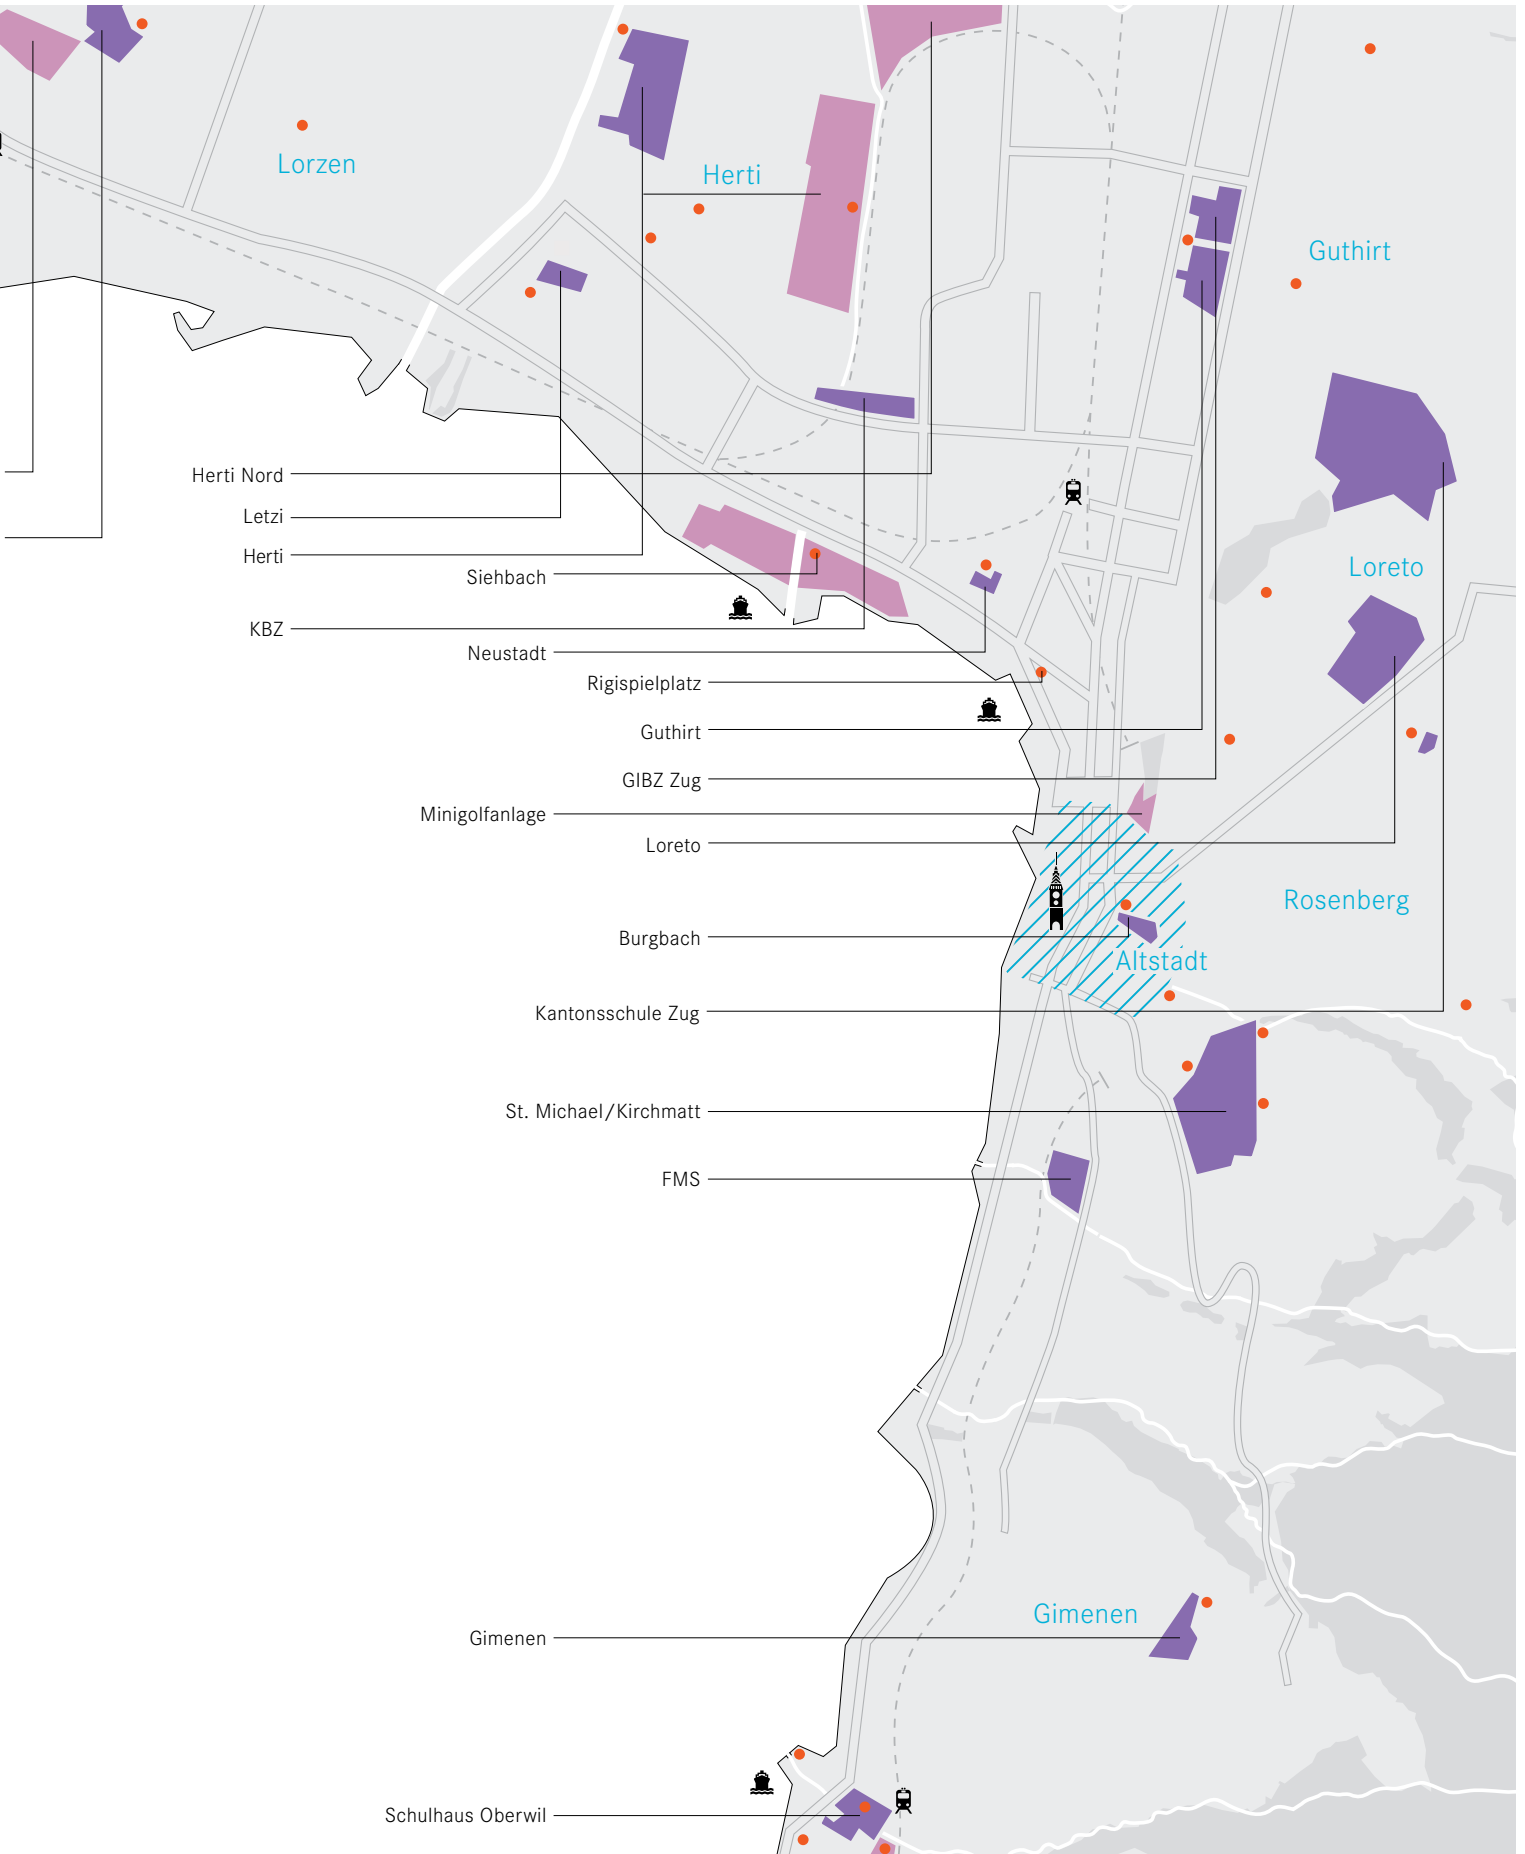 Lorzen
Herti
Guthirt
Herti Nord
Letzi
Herti
Siehbach
Loreto
KBZ
Neustadt
Rigispielplatz
Guthirt
GIBZ Zug
Minigolfanlage
Loreto
Rosenberg
Burgbach
Altstadt
Kantonsschule Zug
St. Michael/Kirchmatt
FMS
Gimenen
Gimenen
Schulhaus Oberwil